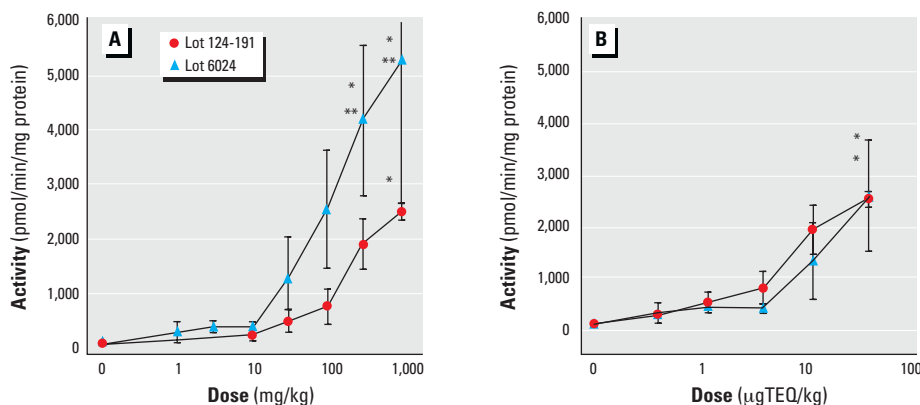 A
Lot 124-191
Lot 6024
6,000
5,000
4,000
3,000
2,000
1,000
0
Activity (pmol/min/mg protein)
*
**
*
**
*
0 1 10 100 1,000
Dose (mg/kg)
B
6,000
5,000
4,000
3,000
2,000
1,000
0
Activity (pmol/min/mg protein)
*
*
0 1 10 100
Dose (μgTEQ/kg)